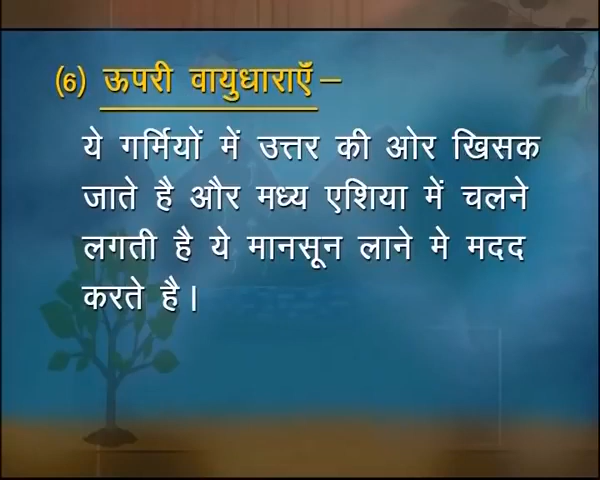 (6) ऊपरी वायुधाराएँ –
ये गर्मियों में उत्तर की ओर खिसक
जाते है और मध्य एशिया में चलने
लगती है ये मानसून लाने मे मदद
करते है।